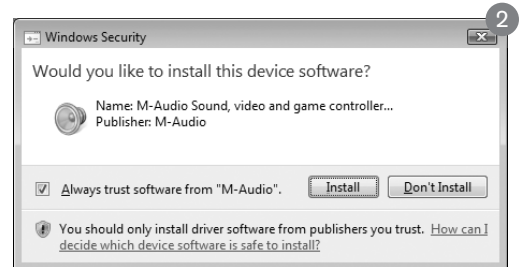 2
Windows Security
Would you like to install this device software?
Name: M-Audio Sound, video and game controller...
Publisher: M-Audio
Always trust software from "M-Audio".
Install
Don't Install
You should only install driver software from publishers you trust. How can I
decide which device software is safe to install?